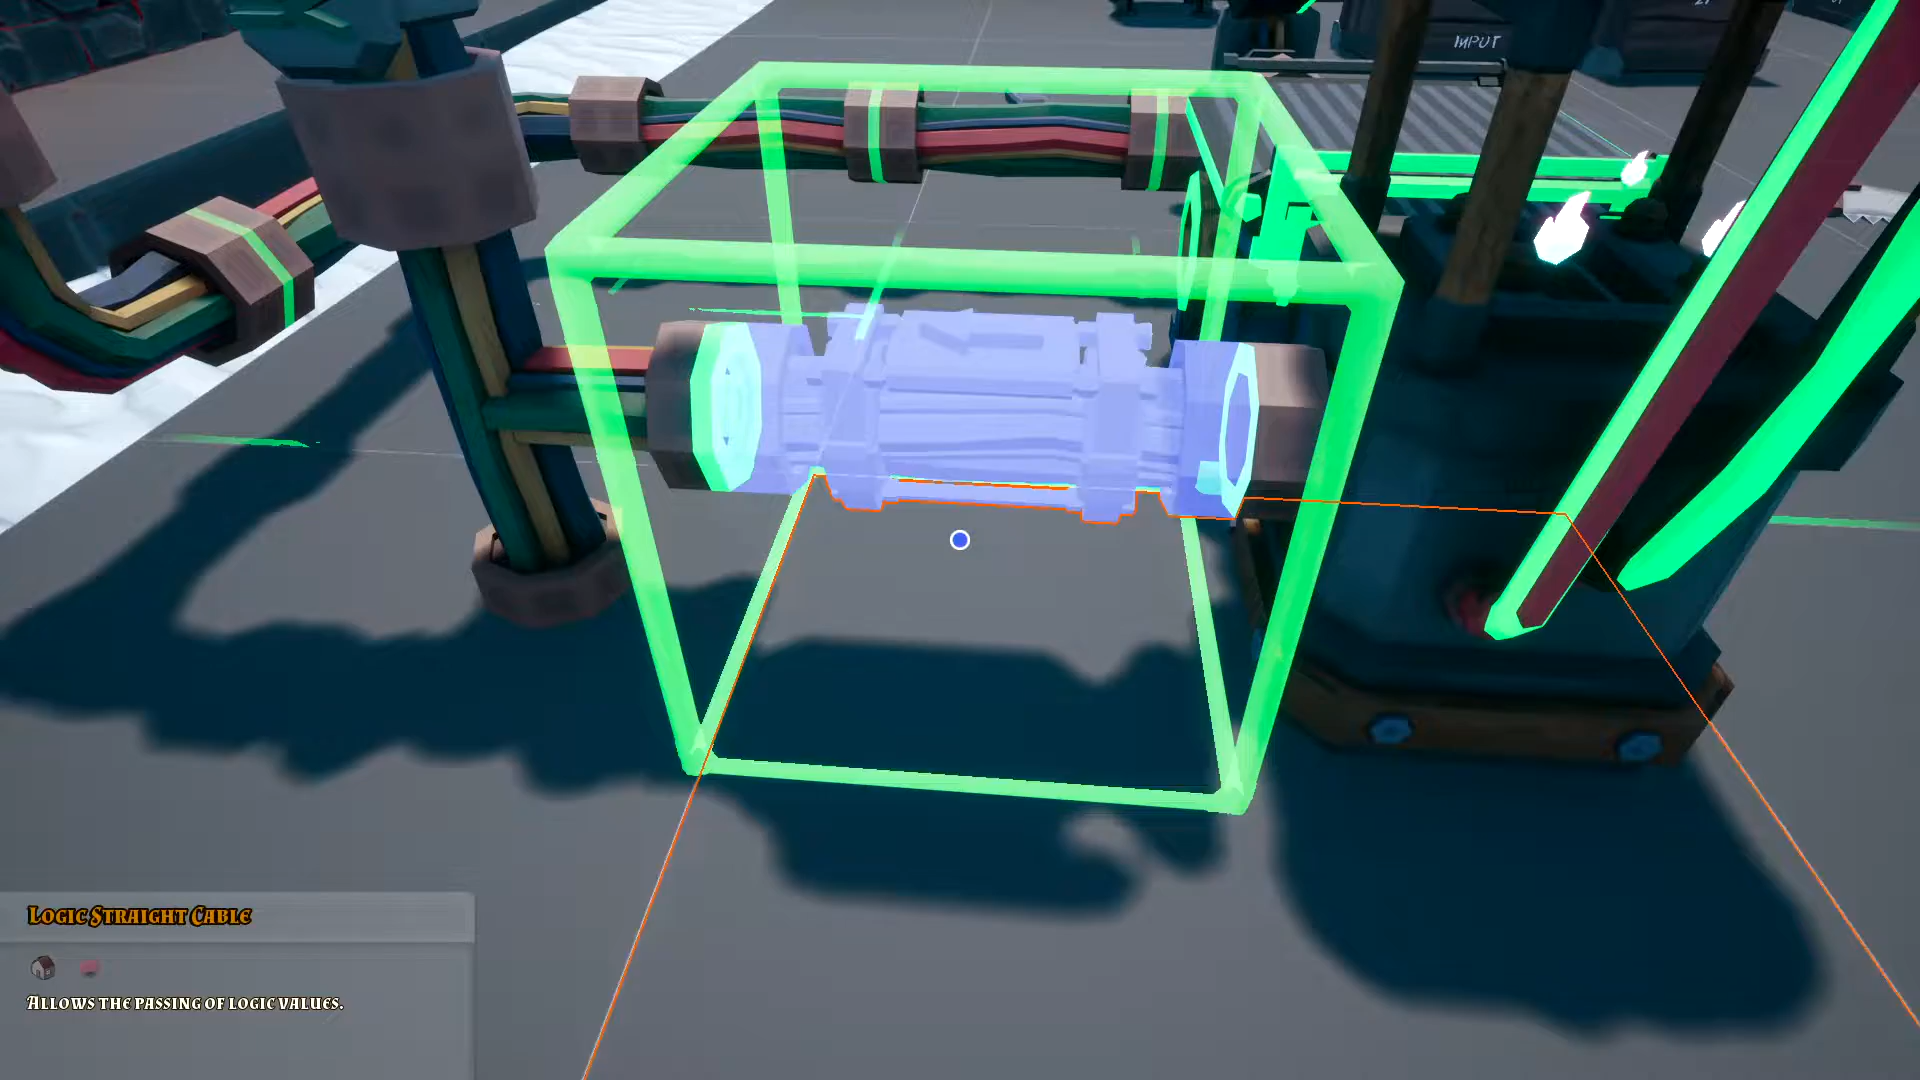 INPUT
LOGIC STRAIGHT CABLE
ALLOWS THE PASSING OF LOGIC VALUES.